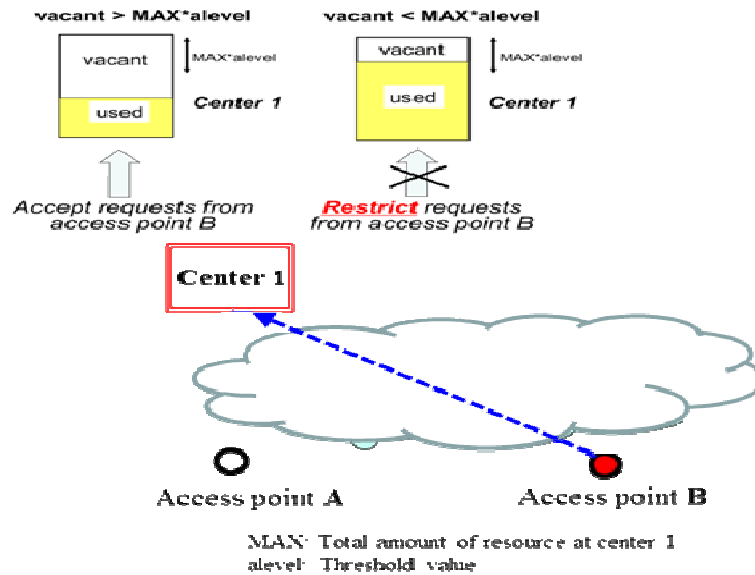 vacant > MAX*alevel
vacant < MAX*alevel
vacant
MAX*alevel
used
Center 1
vacant
MAX*alevel
used
Center 1
Accept requests from
access point B
Restrict requests
from access point B
Center 1
Access point A
Access point B
MAX: Total amount of resource at center 1
alevel: Threshold value